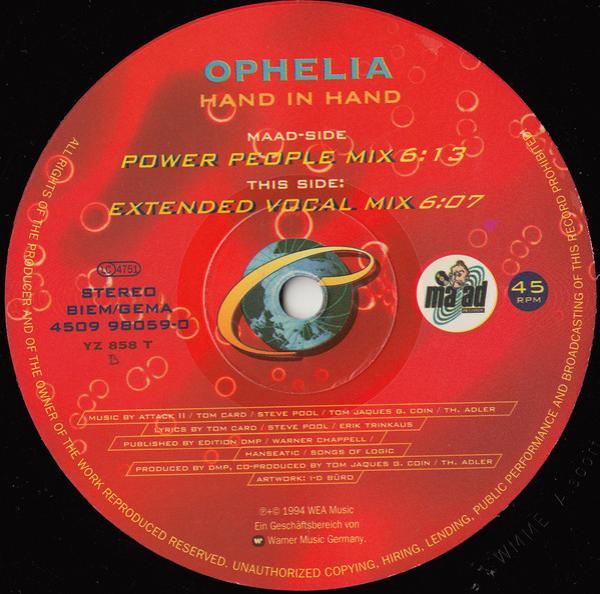 OPHELIA
HAND IN HAND
MAAD-SIDE
POWER PEOPLE MIX 6:13
THIS SIDE:
EXTENDED VOCAL MIX 6:07
LC 4751
STEREO
BIEM/GEMA
4509 98059-0
YZ 858 T
B
maad
RECORDS
45
RPM
MUSIC BY ATTACK II / TOM CARD / STEVE POOL / TOM JAQUES G. COIN / TH. ADLER
LYRICS BY TOM CARD / STEVE POOL / ERIK TRINKAUS
PUBLISHED BY EDITION DMP / WARNER CHAPPELL /
HANSEATIC / SONGS OF LOGIC
PRODUCED BY DMP, CO-PRODUCED BY TOM JAQUES G. COIN / TH. ADLER
ARTWORK: I-D BÜRO
℗+© 1994 WEA Music
Ein Geschäftsbereich von
Warner Music Germany.
ALL RIGHTS OF THE PRODUCER AND OF THE OWNER OF THE WORK REPRODUCED RESERVED. UNAUTHORIZED COPYING, HIRING, LENDING, PUBLIC PERFORMANCE AND BROADCASTING OF THIS RECORD PROHIBITED!